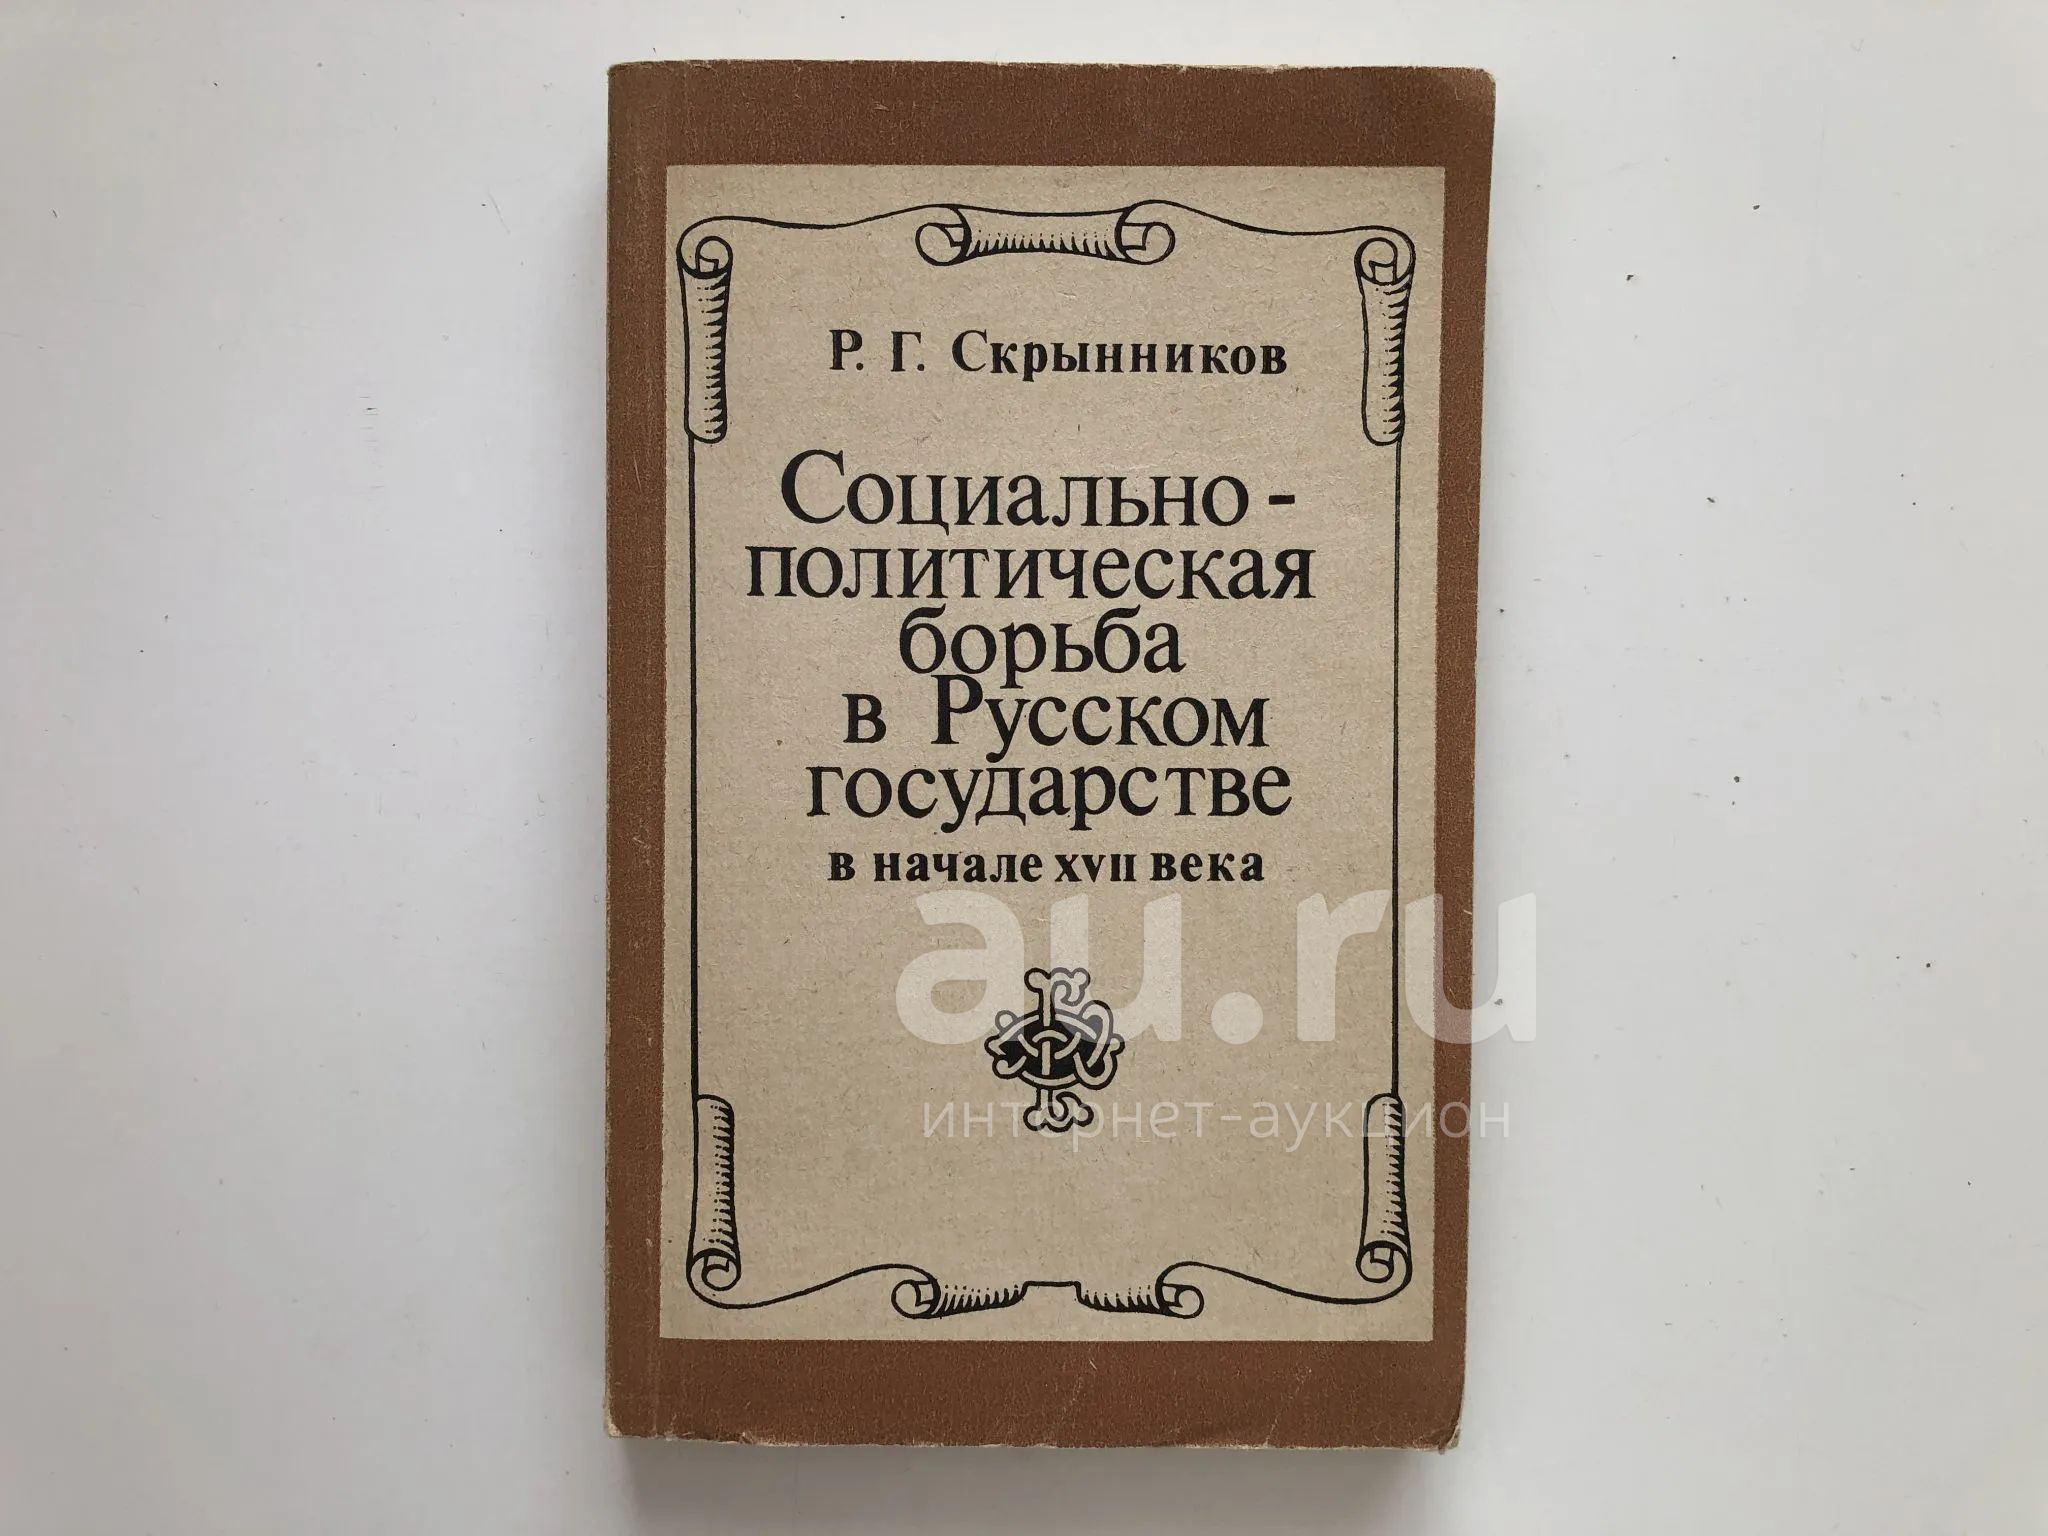 Р. Г. Скрынников
Социально-
политическая
борьба
в Русском
государстве
в начале XVII века
au.ru
интернет-аукцион